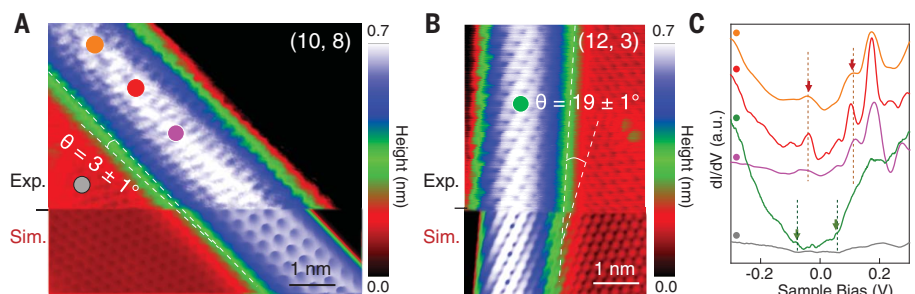 A
(10, 8)
θ = 3 ± 1°
Exp.
Sim.
1 nm
0.7
Height (nm)
0.0
B
(12, 3)
θ = 19 ± 1°
Exp.
Sim.
1 nm
0.7
Height (nm)
0.0
C
dI/dV (a.u.)
-0.2
0.0
0.2
Sample Bias (V)